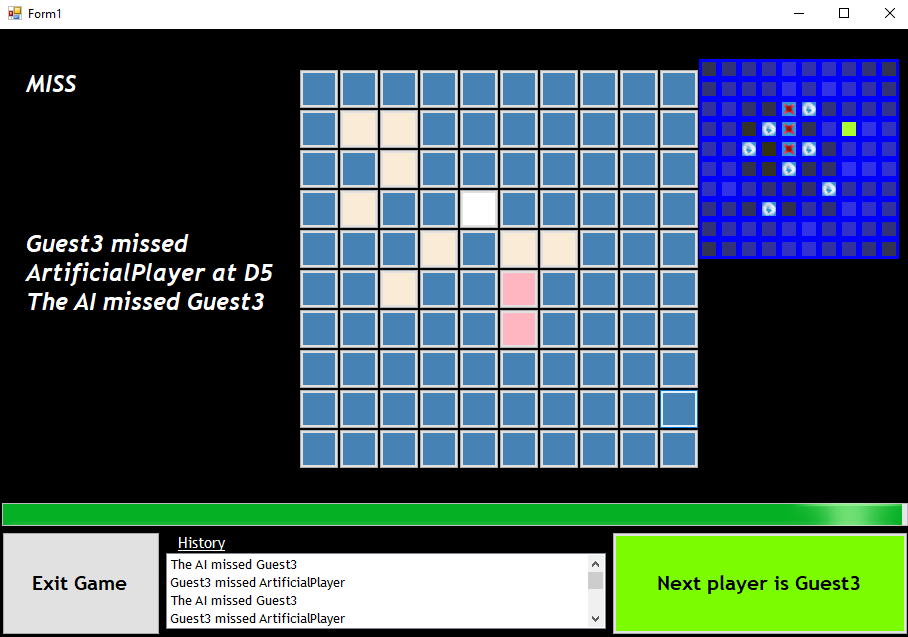 Form1
MISS
Guest3 missed
ArtificialPlayer at D5
The AI missed Guest3
History
The AI missed Guest3
Guest3 missed ArtificialPlayer
The AI missed Guest3
Guest3 missed ArtificialPlayer
Exit Game
Next player is Guest3